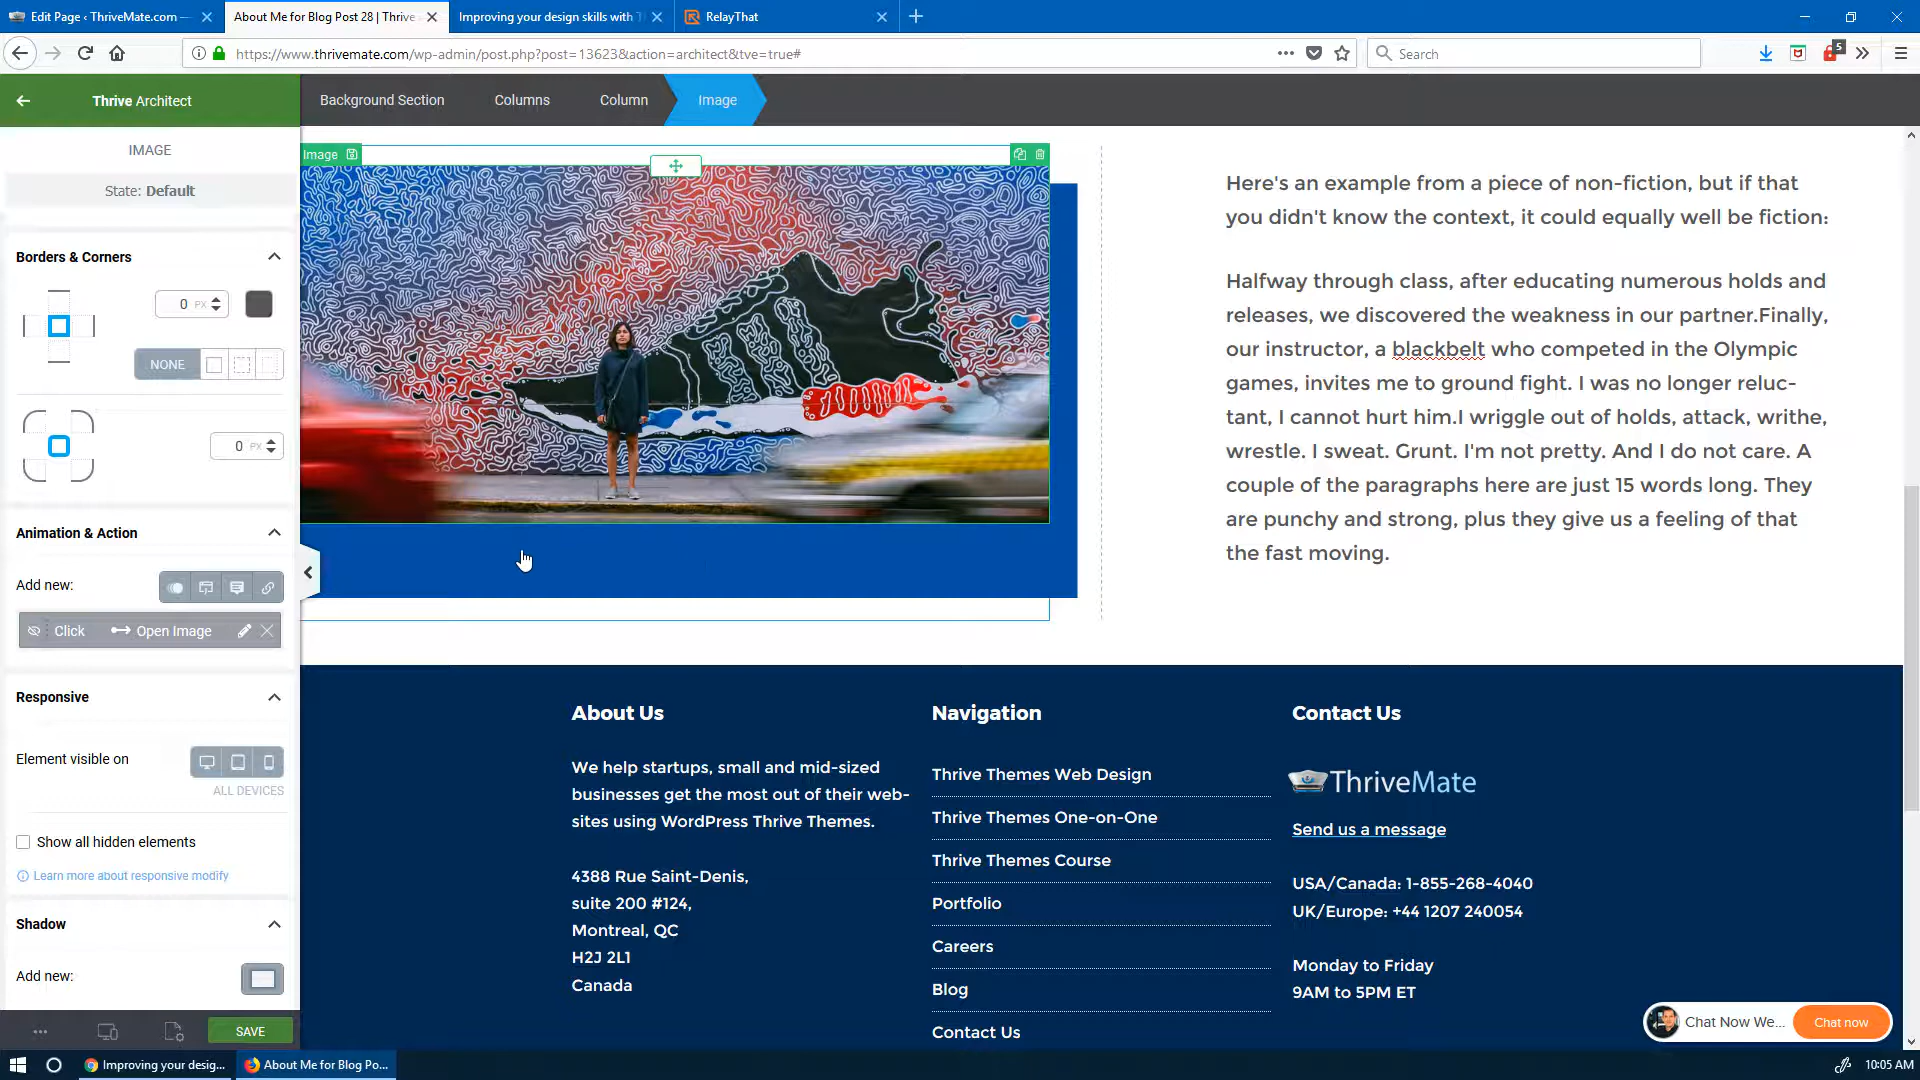 Edit Page ‹ ThriveMate.com —
About Me for Blog Post 28 | Thrive
Improving your design skills with T
RelayThat
https://www.thrivemate.com/wp-admin/post.php?post=13623&action=architect&tve=true#
Search
5
Thrive Architect
Background Section
Columns
Column
Image
IMAGE
State: Default
Borders & Corners
0 PX
NONE
0 PX
Animation & Action
Add new:
Click
Open Image
Responsive
Element visible on
ALL DEVICES
Show all hidden elements
Learn more about responsive modify
Shadow
Add new:
SAVE
Image
Here's an example from a piece of non-fiction, but if that
you didn't know the context, it could equally well be fiction:
Halfway through class, after educating numerous holds and
releases, we discovered the weakness in our partner.Finally,
our instructor, a blackbelt who competed in the Olympic
games, invites me to ground fight. I was no longer reluc-
tant, I cannot hurt him.I wriggle out of holds, attack, writhe,
wrestle. I sweat. Grunt. I'm not pretty. And I do not care. A
couple of the paragraphs here are just 15 words long. They
are punchy and strong, plus they give us a feeling of that
the fast moving.
About Us
We help startups, small and mid-sized
businesses get the most out of their web-
sites using WordPress Thrive Themes.
4388 Rue Saint-Denis,
suite 200 #124,
Montreal, QC
H2J 2L1
Canada
Navigation
Thrive Themes Web Design
Thrive Themes One-on-One
Thrive Themes Course
Portfolio
Careers
Blog
Contact Us
Contact Us
ThriveMate
Send us a message
USA/Canada: 1-855-268-4040
UK/Europe: +44 1207 240054
Monday to Friday
9AM to 5PM ET
Chat Now We...
Chat now
Improving your desig...
About Me for Blog Po...
10:05 AM